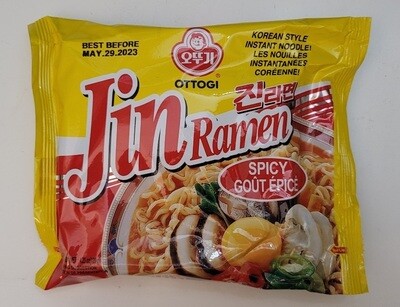 BEST BEFORE
MAY.29.2023
오뚜기
OTTOGI
KOREAN STYLE
INSTANT NOODLE!
LES NOUILLES
INSTANTANÉES
CORÉENNE!
진라면
Jin Ramen
SPICY
GOÛT ÉPICÉ